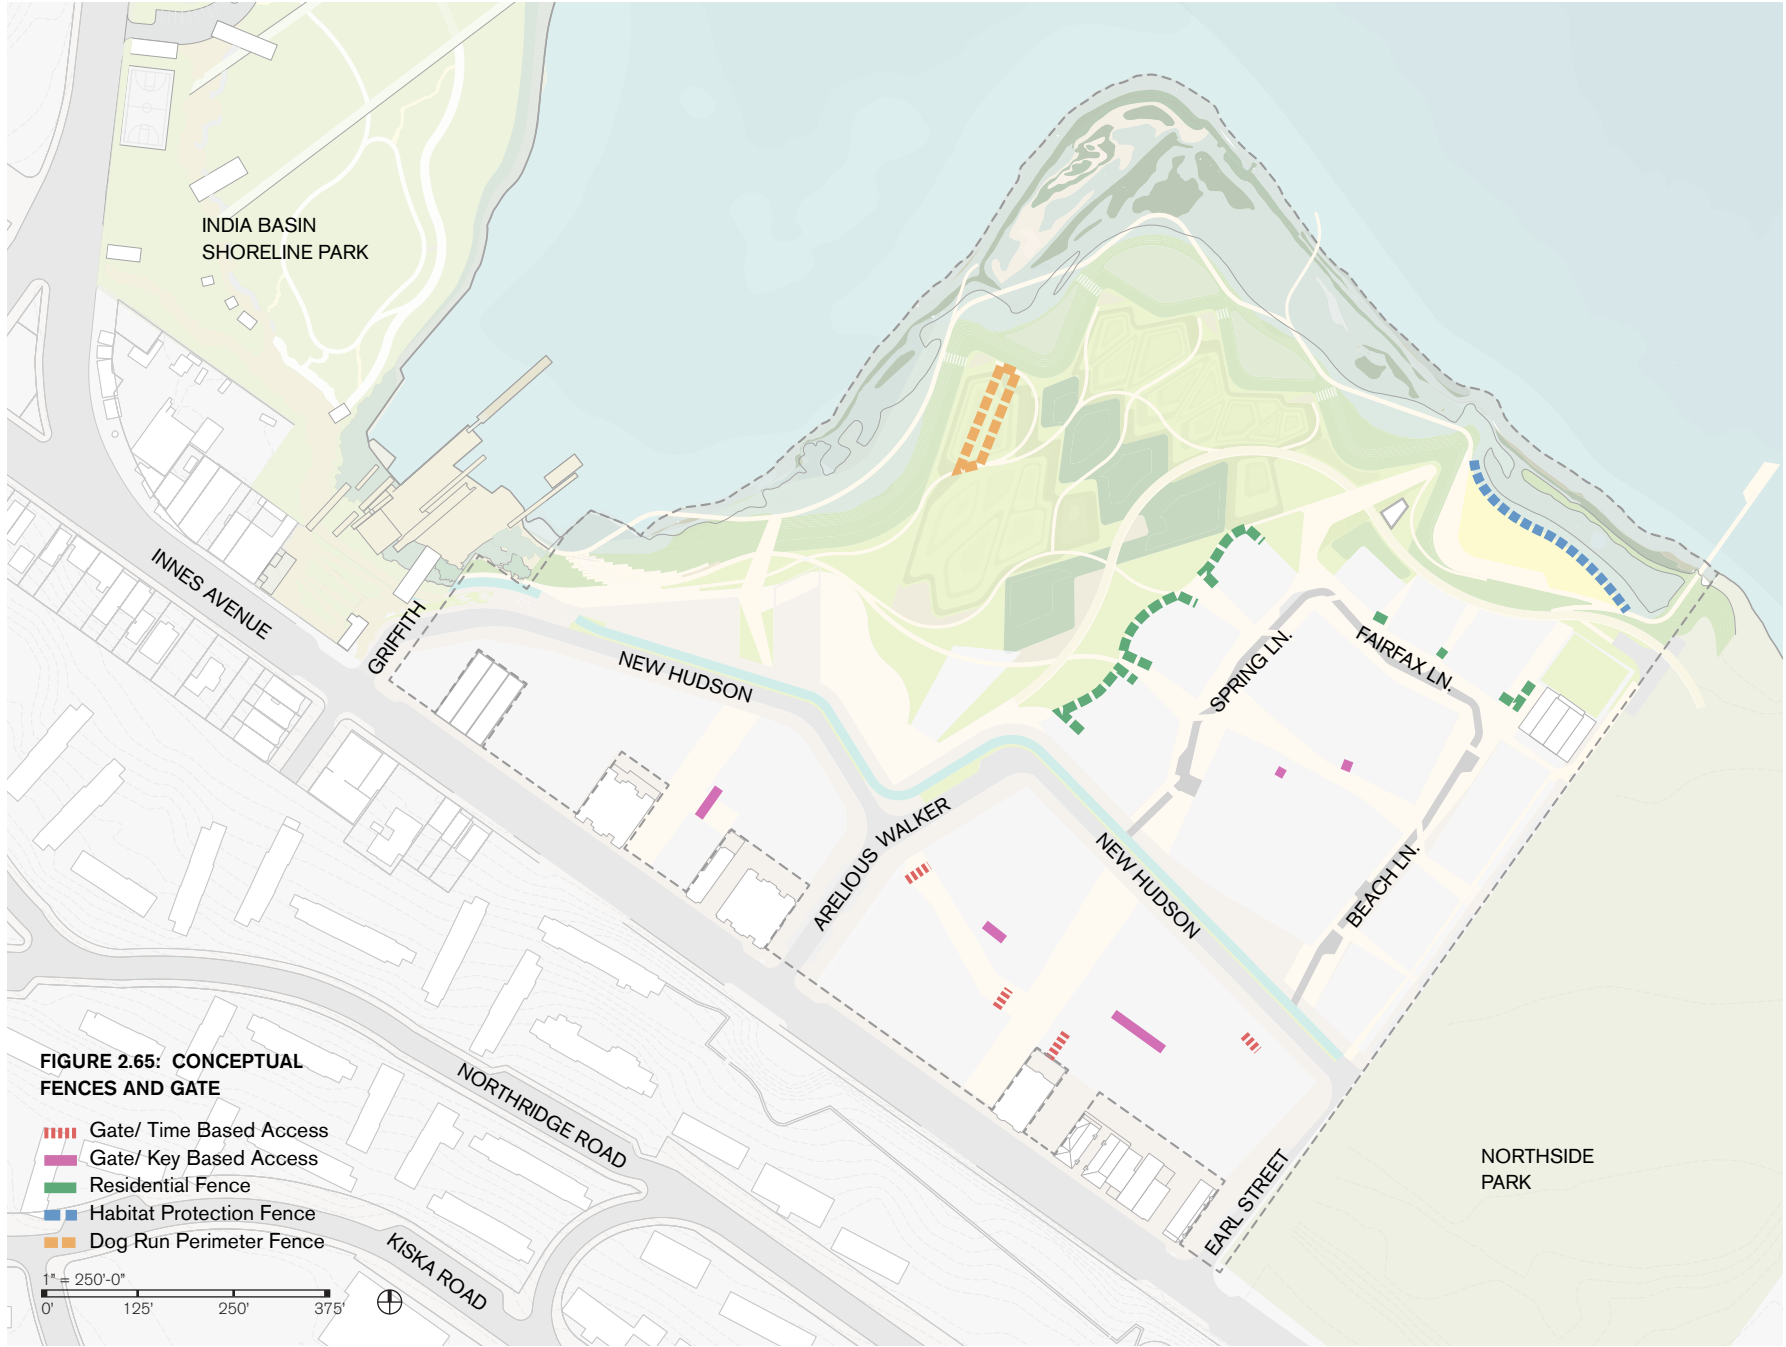 INDIA BASIN
SHORELINE PARK
INNES AVENUE
GRIFFITH
NEW HUDSON
ARELIOUS WALKER
NEW HUDSON
SPRING LN.
FAIRFAX LN.
BEACH LN.
EARL STREET
NORTHSIDE
PARK
NORTHRIDGE ROAD
KISKA ROAD
FIGURE 2.65: CONCEPTUAL
FENCES AND GATE
Gate/ Time Based Access
Gate/ Key Based Access
Residential Fence
Habitat Protection Fence
Dog Run Perimeter Fence
1" = 250'-0"
0' 125' 250' 375'